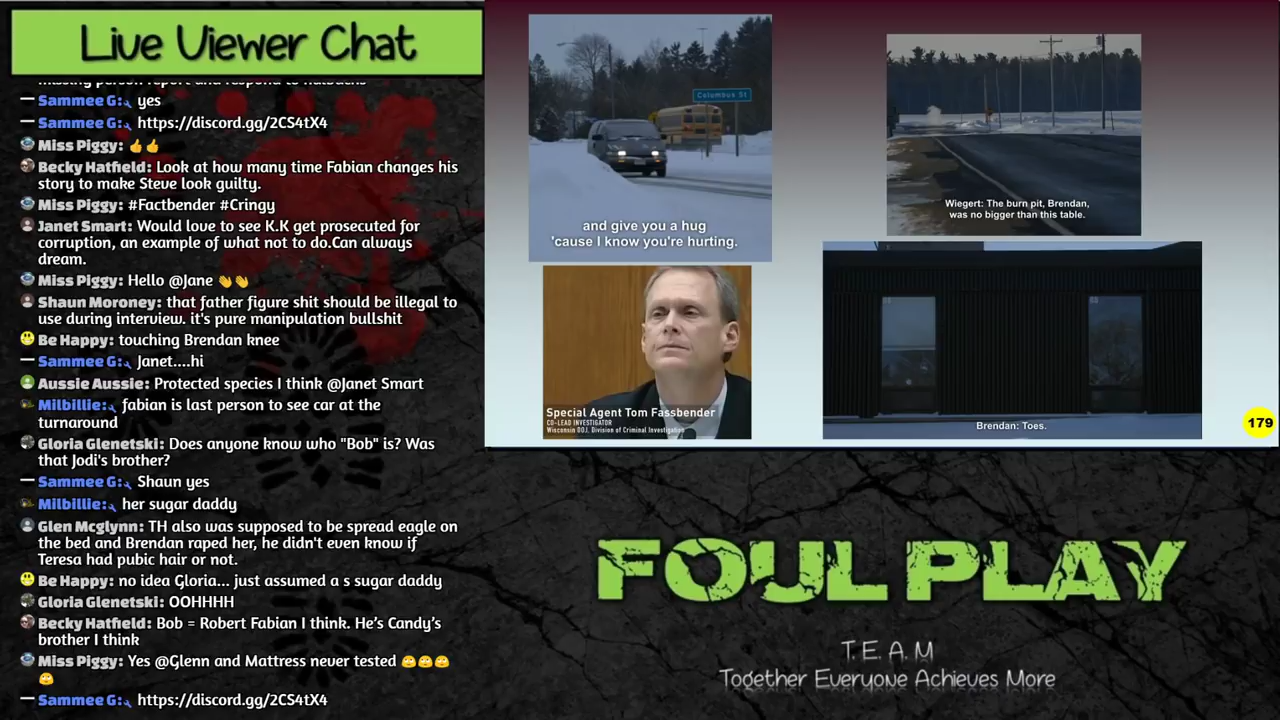 Live Viewer Chat
missing person report and respond to
Sammee G: yes
Sammee G: https://discord.gg/2CS4tX4
Miss Piggy: 👍👍
Becky Hatfield: Look at how many time Fabian changes his
story to make Steve look guilty.
Miss Piggy: #Factbender #Cringy
Janet Smart: Would love to see K.K get prosecuted for
corruption, an example of what not to do.Can always
dream.
Miss Piggy: Hello @Jane 👏👏
Shaun Moroney: that father figure shit should be illegal to
use during interview. it's pure manipulation bullshit
Be Happy: touching Brendan knee
Sammee G: Janet....hi
Aussie Aussie: Protected species I think @Janet Smart
Milbillie: fabian is last person to see car at the
turnaround
Gloria Glenetski: Does anyone know who "Bob" is? Was
that Jodi's brother?
Sammee G: Shaun yes
Milbillie: her sugar daddy
Glen Mcglynn: TH also was supposed to be spread eagle on
the bed and Brendan raped her, he didn't even know if
Teresa had pubic hair or not.
Be Happy: no idea Gloria... just assumed a s sugar daddy
Gloria Glenetski: OOHHHH
Becky Hatfield: Bob = Robert Fabian I think. He's Candy's
brother I think
Miss Piggy: Yes @Glenn and Mattress never tested 🙄🙄🙄
🙄
Sammee G: https://discord.gg/2CS4tX4
Columbus St
and give you a hug
'cause I know you're hurting.
Wiegert: The burn pit, Brendan,
was no bigger than this table.
Special Agent Tom Fassbender
CO-LEAD INVESTIGATOR
Wisconsin DOJ, Division of Criminal Investigation
Brendan: Toes.
179
FOUL PLAY
T.E.A.M
Together Everyone Achieves More